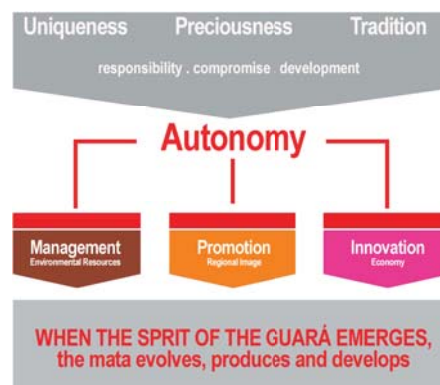 Uniqueness Preciousness Tradition
responsibility . compromise . development
Autonomy
Management Promotion Innovation
Environmental Resources Regional Image Economy
WHEN THE SPRIT OF THE GUARÁ EMERGES,
the mata evolves, produces and develops